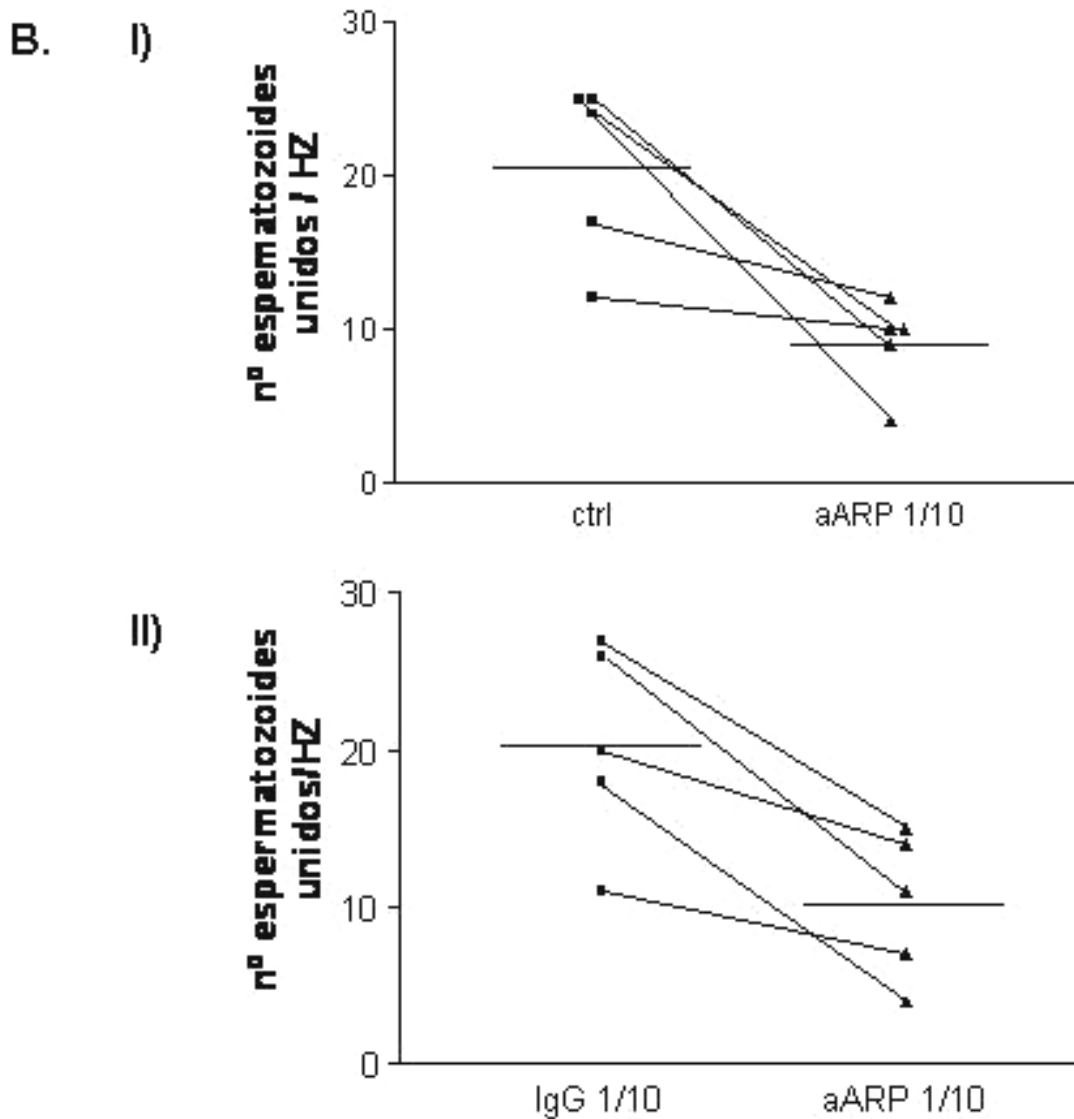 B.
I)
nº espematozoides
unidos / HZ
30
20
10
0
ctrl
aARP 1/10
II)
nº espermatozoides
unidos/HZ
30
20
10
0
IgG 1/10
aARP 1/10